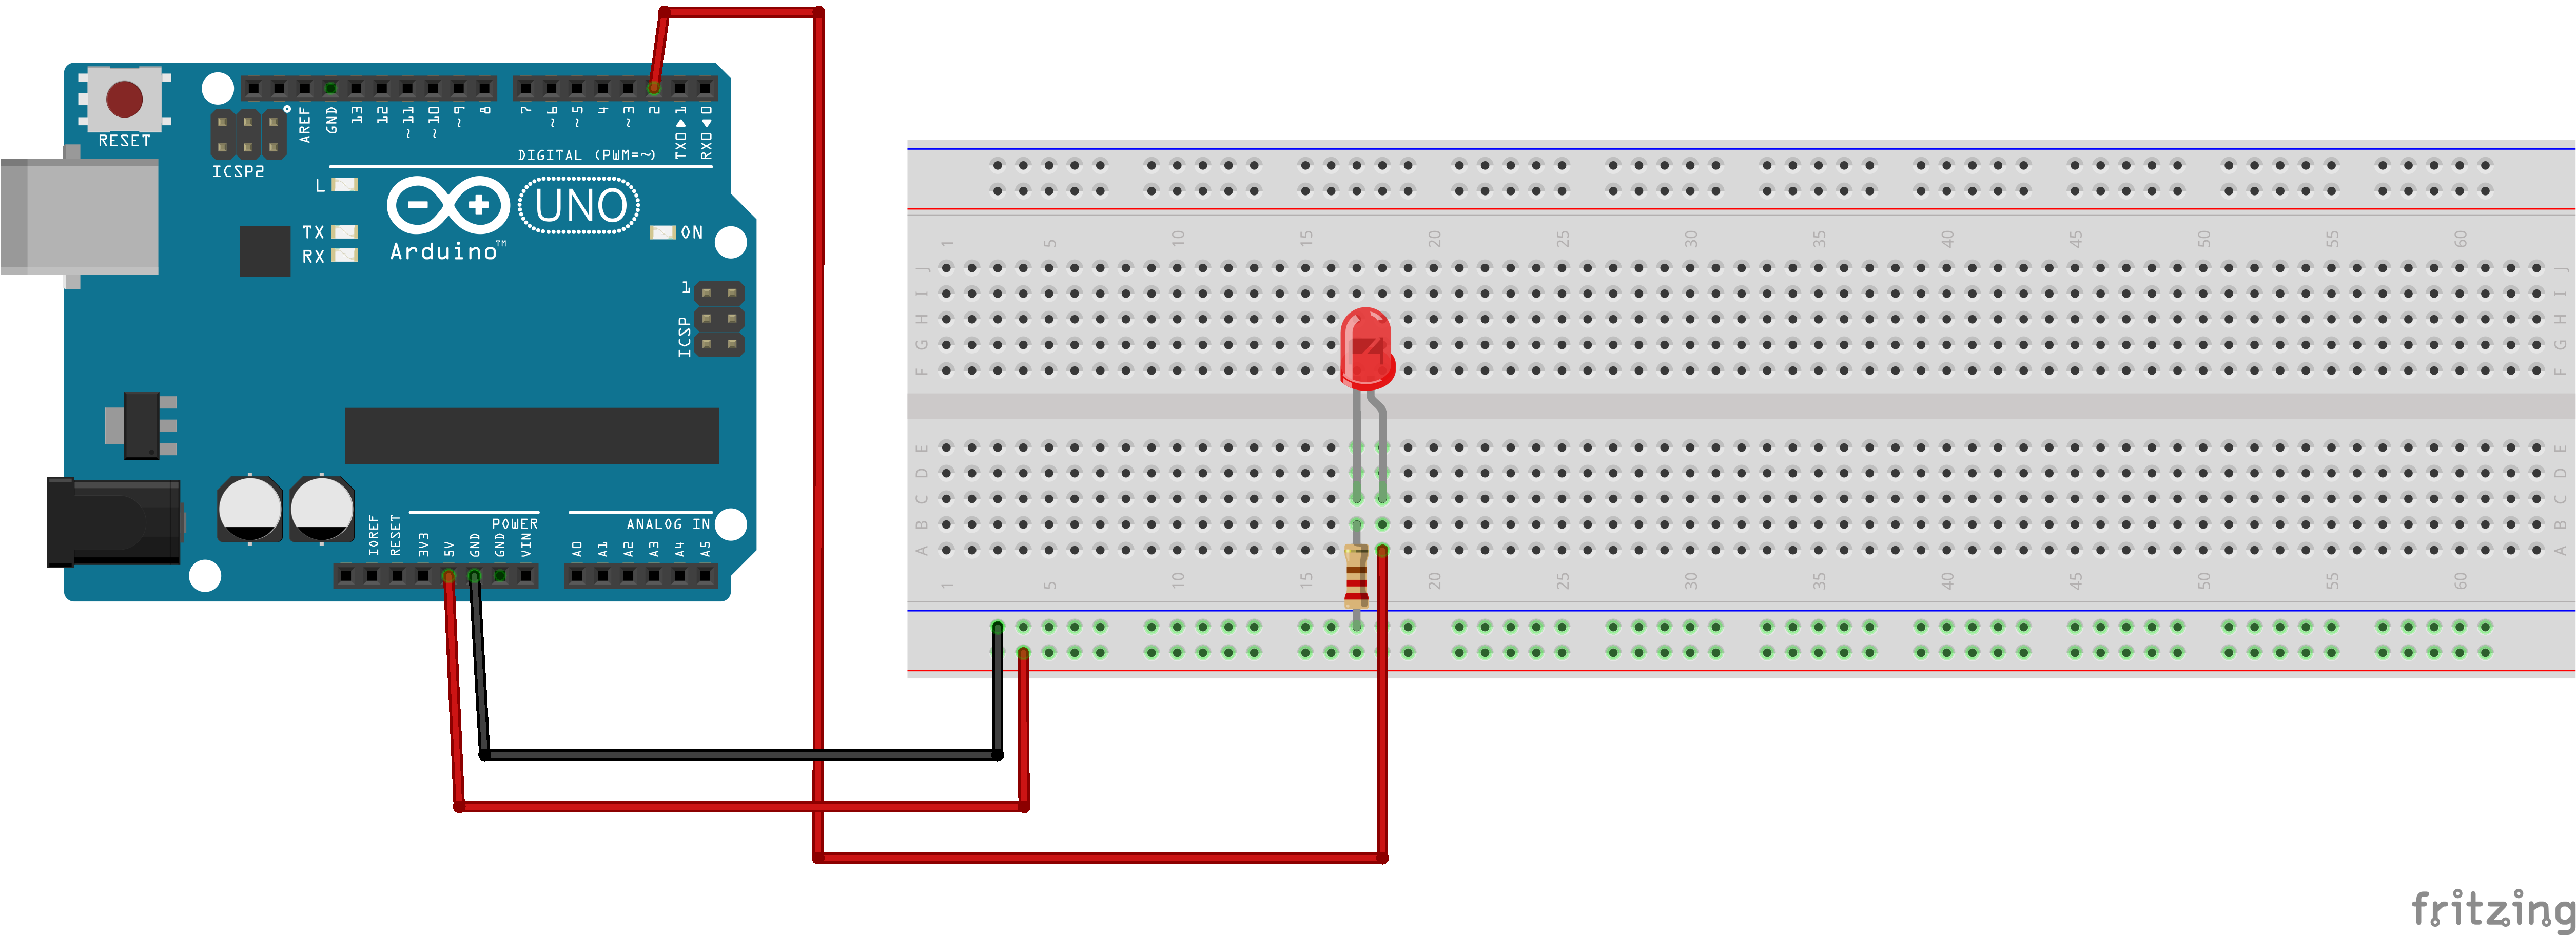 RESET
ICSP2
AREF
GND
13
12
~11
~10
~9
8
7
~6
~5
4
~3
2
TX0▶1
RX0◀0
DIGITAL (PWM=~)
L
TX
RX
UNO
Arduino™
ON
1
ICSP
IOREF
RESET
3V3
5V
GND
GND
VIN
POWER
A0
A1
A2
A3
A4
A5
ANALOG IN
1 5 10 15 20 25 30 35 40 45 50 55 60
J J
I I
H H
G G
F F
E E
D D
C C
B B
A A
1 5 10 15 20 25 30 35 40 45 50 55 60
fritzing